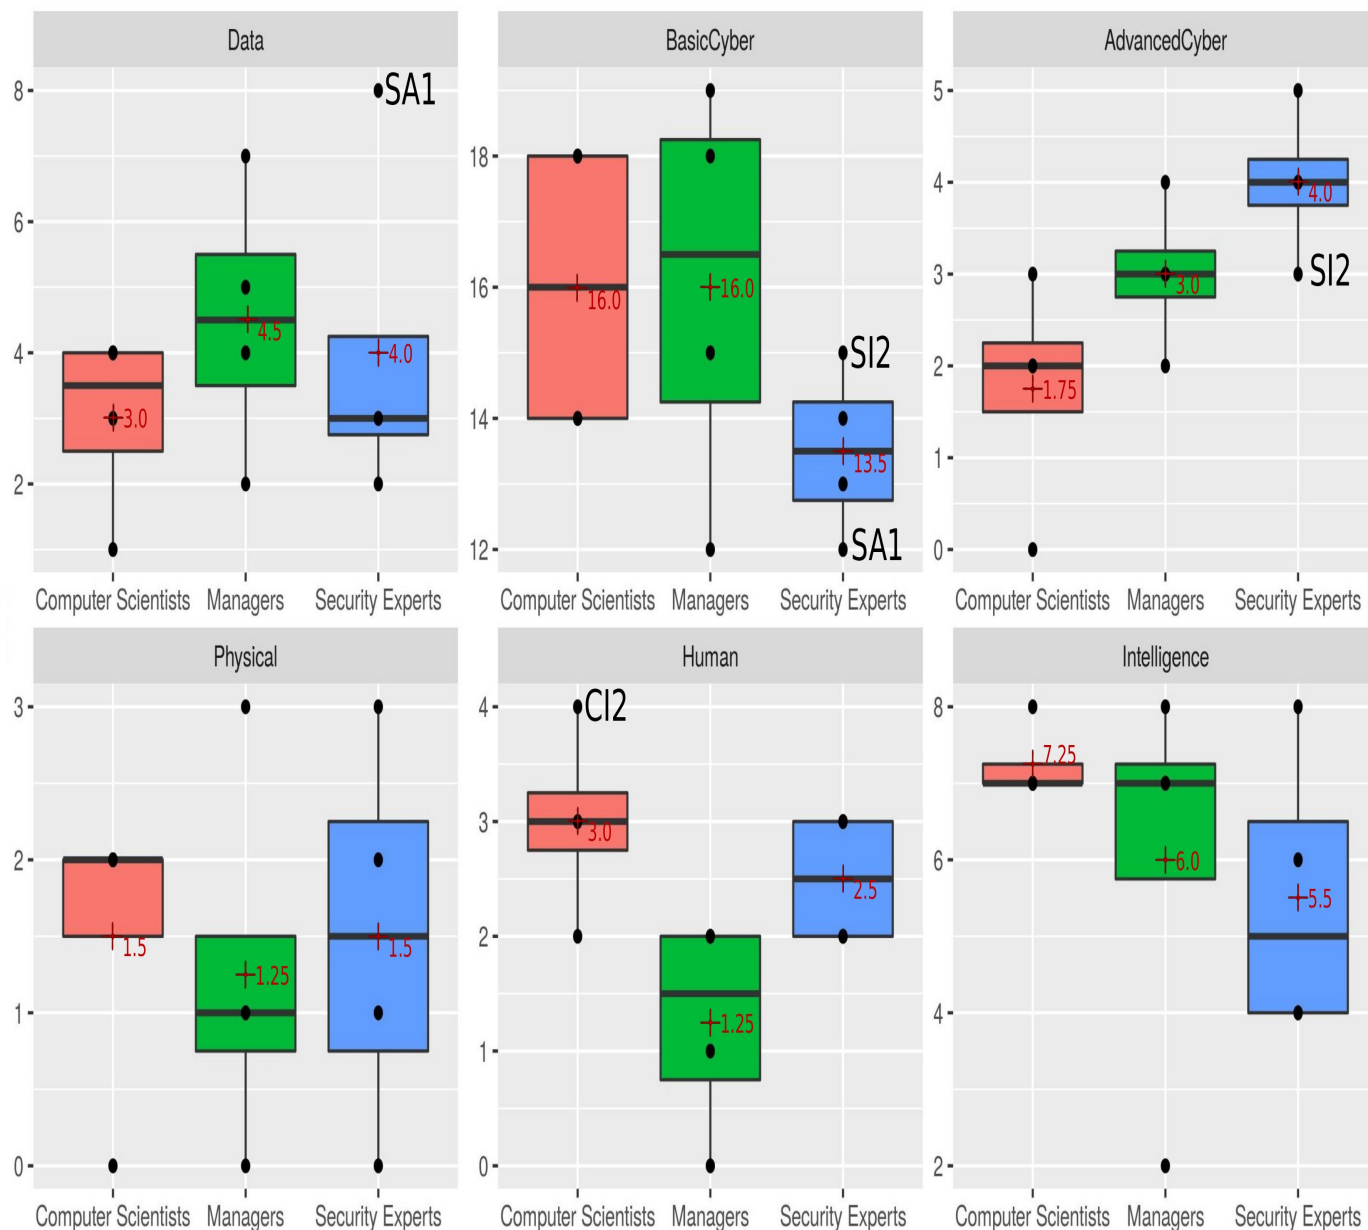 Data
BasicCyber
AdvancedCyber
8
6
4
2
SA1
3.0
4.5
4.0
Computer Scientists
Managers
Security Experts
18
16
14
12
16.0
16.0
SI2
13.5
SA1
Computer Scientists
Managers
Security Experts
5
4
3
2
1
0
1.75
3.0
4.0
SI2
Computer Scientists
Managers
Security Experts
Physical
Human
Intelligence
3
2
1
0
1.5
1.25
1.5
Computer Scientists
Managers
Security Experts
4
3
2
1
0
CI2
3.0
1.25
2.5
Computer Scientists
Managers
Security Experts
8
6
4
2
7.25
6.0
5.5
Computer Scientists
Managers
Security Experts